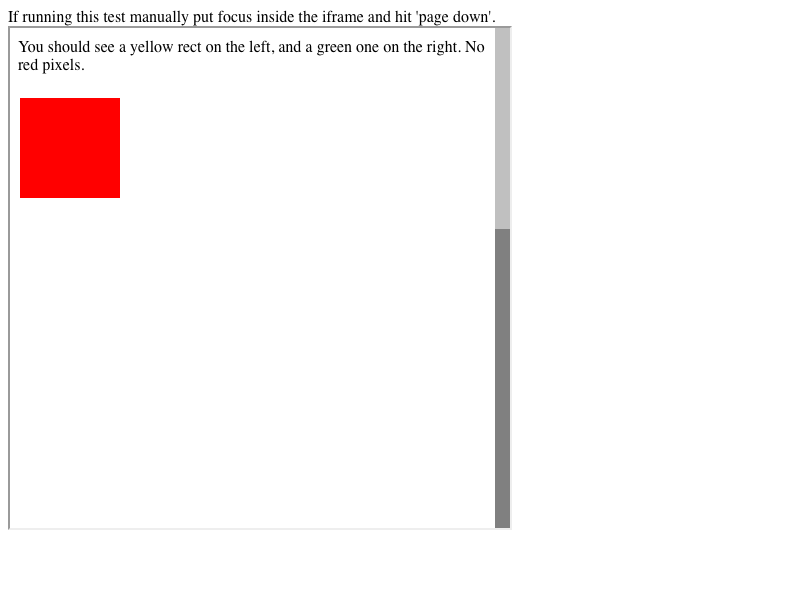 If running this test manually put focus inside the iframe and hit 'page down'.
You should see a yellow rect on the left, and a green one on the right. No
red pixels.